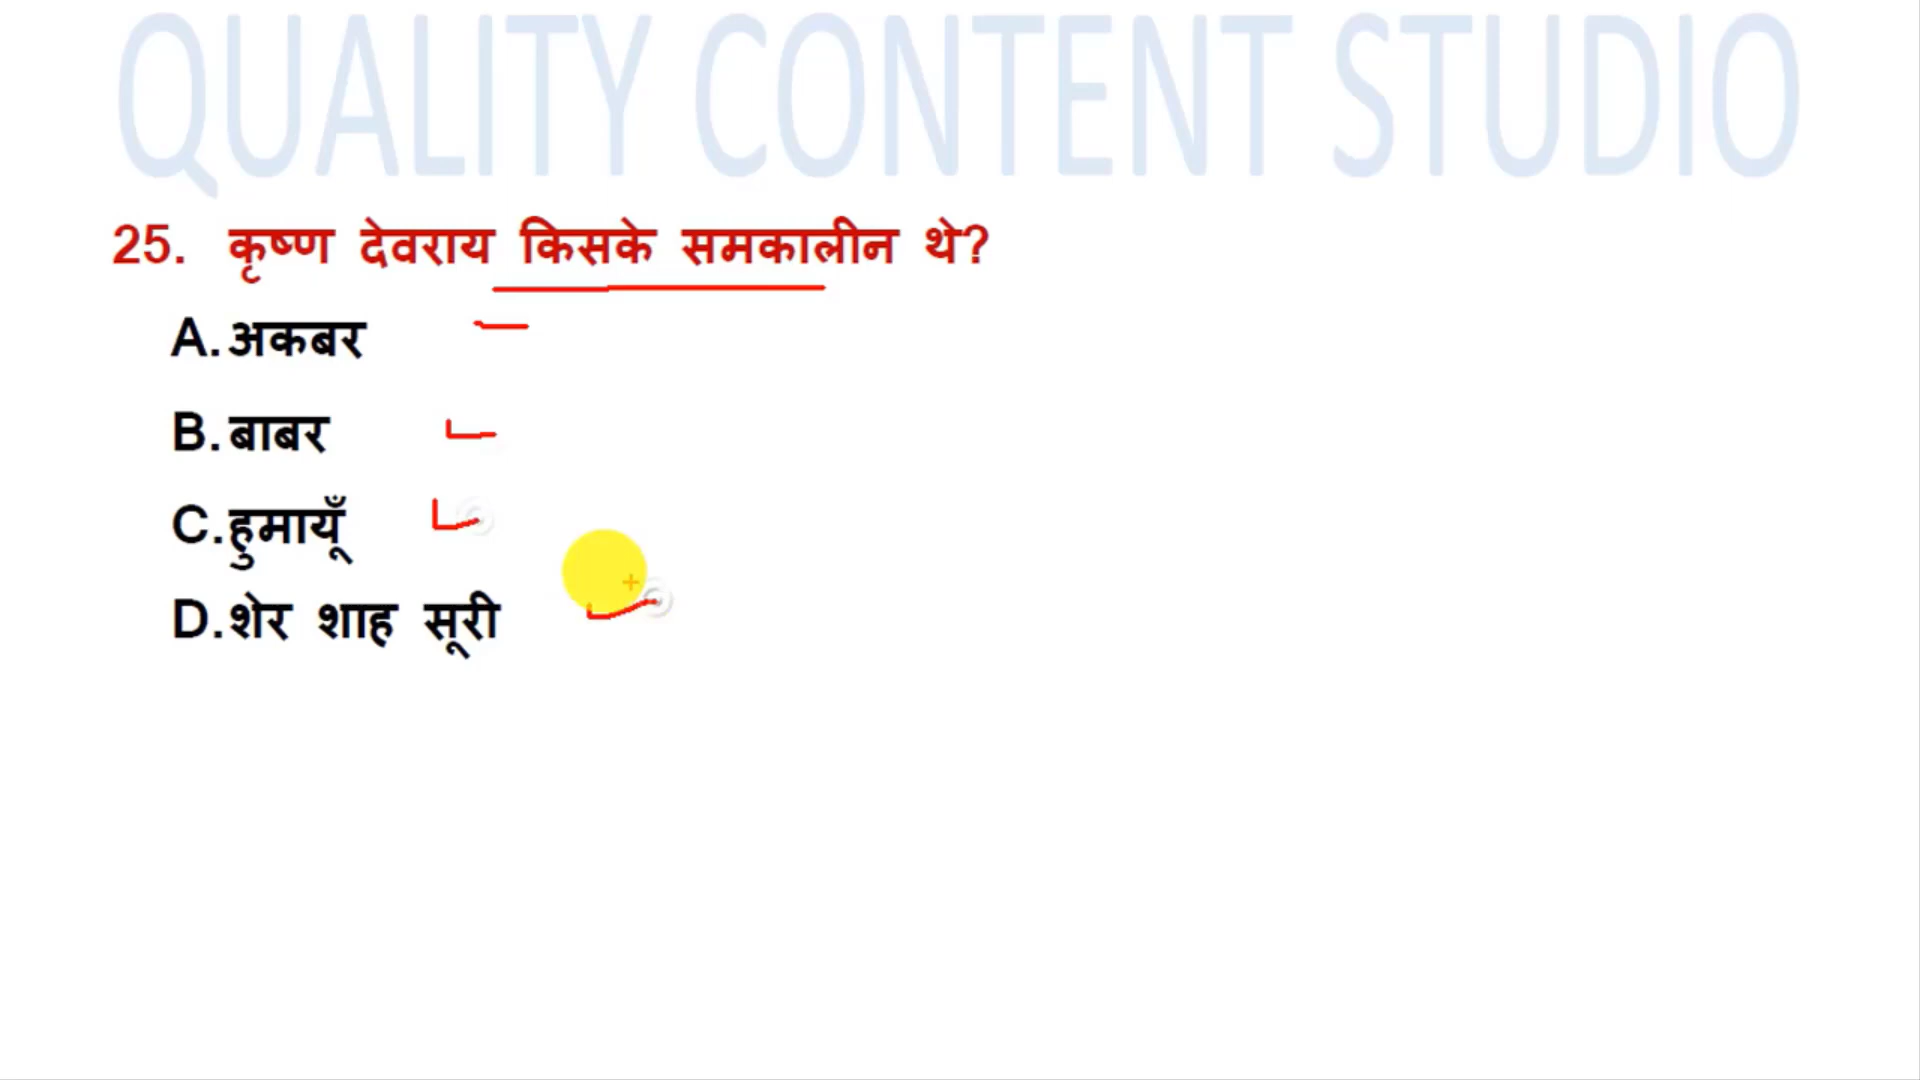 QUALITY CONTENT STUDIO
25. कृष्ण देवराय किसके समकालीन थे?
A. अकबर
B. बाबर
C. हुमायूँ
D. शेर शाह सूरी